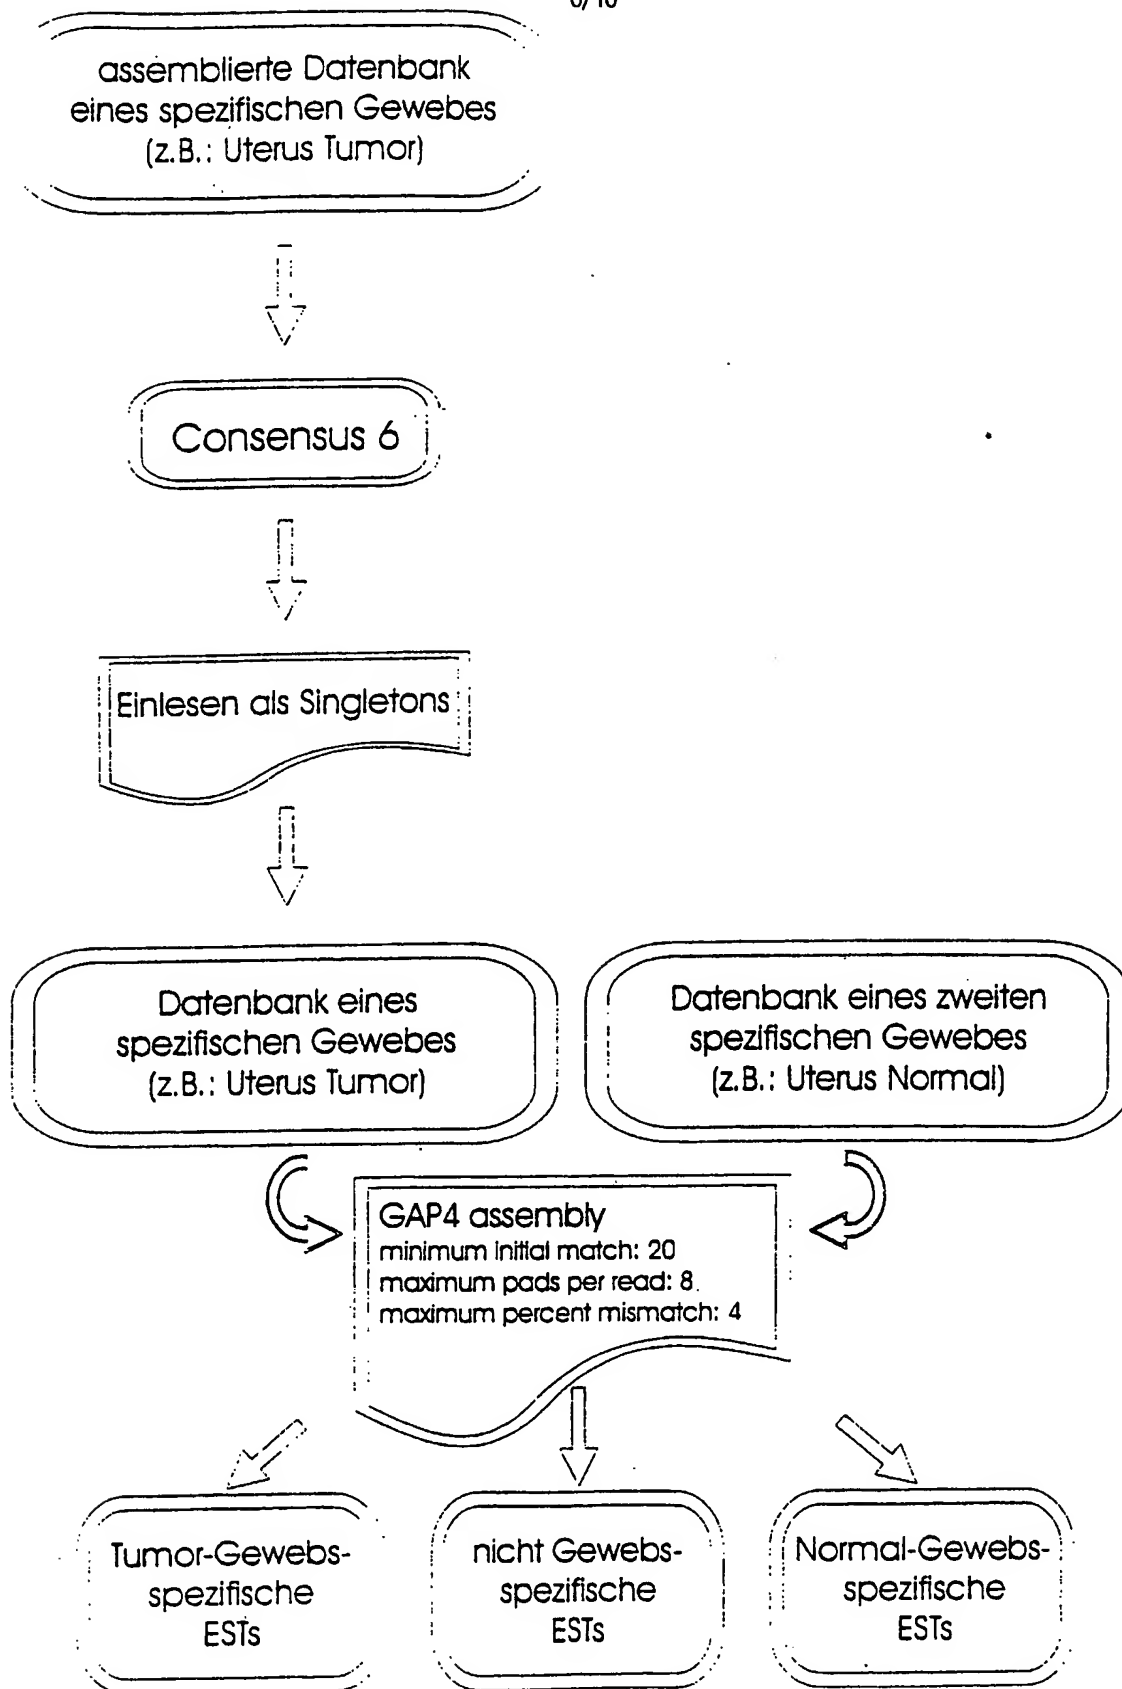 assemblierte Datenbank
eines spezifischen Gewebes
(z.B.: Uterus Tumor)
Consensus 6
Einlesen als Singletons
Datenbank eines
spezifischen Gewebes
(z.B.: Uterus Tumor)
Datenbank eines zweiten
spezifischen Gewebes
(z.B.: Uterus Normal)
GAP4 assembly
minimum initial match: 20
maximum pads per read: 8
maximum percent mismatch: 4
Tumor-Gewebs-
spezifische
ESTs
nicht Gewebs-
spezifische
ESTs
Normal-Gewebs-
spezifische
ESTs